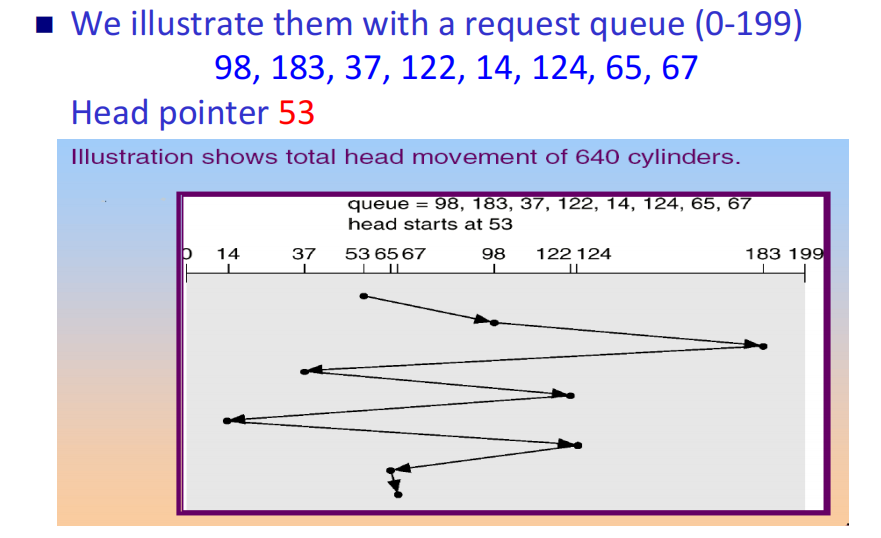 We illustrate them with a request queue (0-199)
98, 183, 37, 122, 14, 124, 65, 67
Head pointer 53
Illustration shows total head movement of 640 cylinders.
queue = 98, 183, 37, 122, 14, 124, 65, 67
head starts at 53
0 14 37 53 65 67 98 122 124 183 199